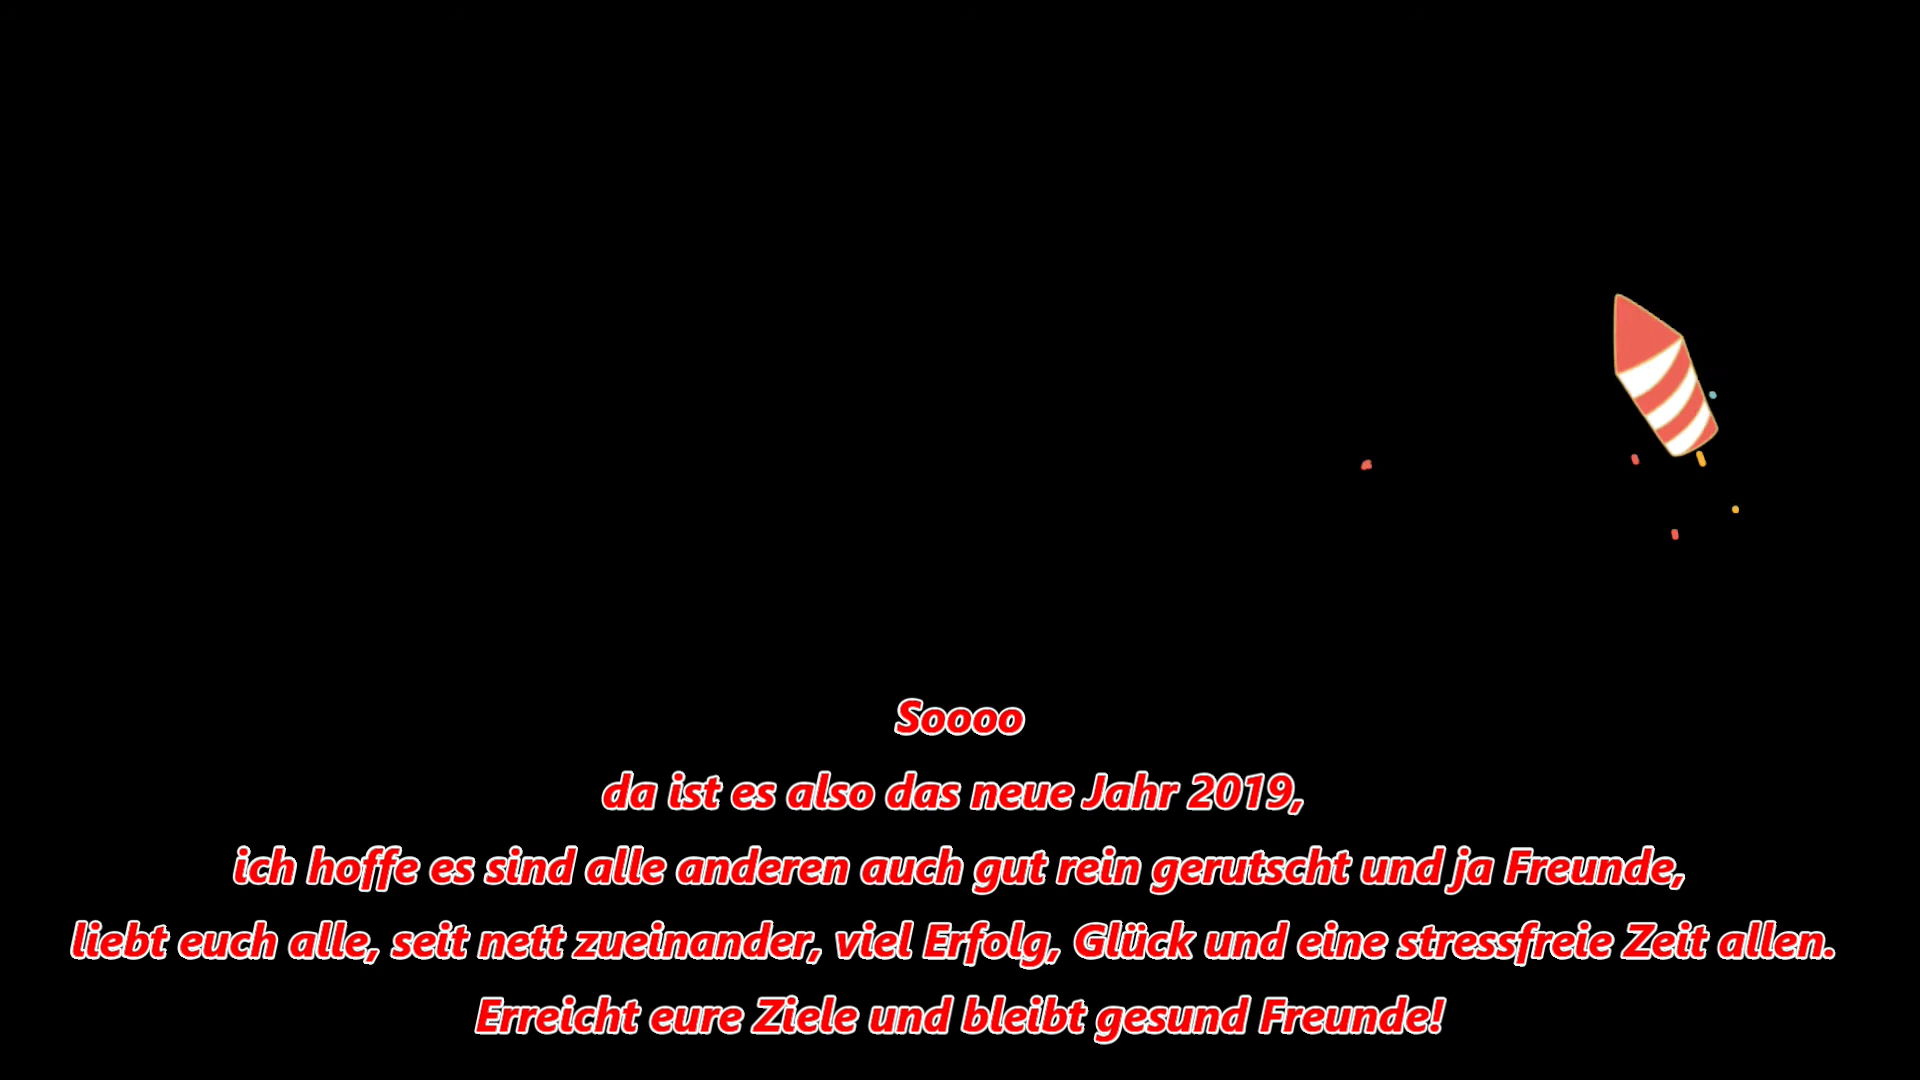 Soooo
da ist es also das neue Jahr 2019,
ich hoffe es sind alle anderen auch gut rein gerutscht und ja Freunde,
liebt euch alle, seit nett zueinander, viel Erfolg, Glück und eine stressfreie Zeit allen.
Erreicht eure Ziele und bleibt gesund Freunde!